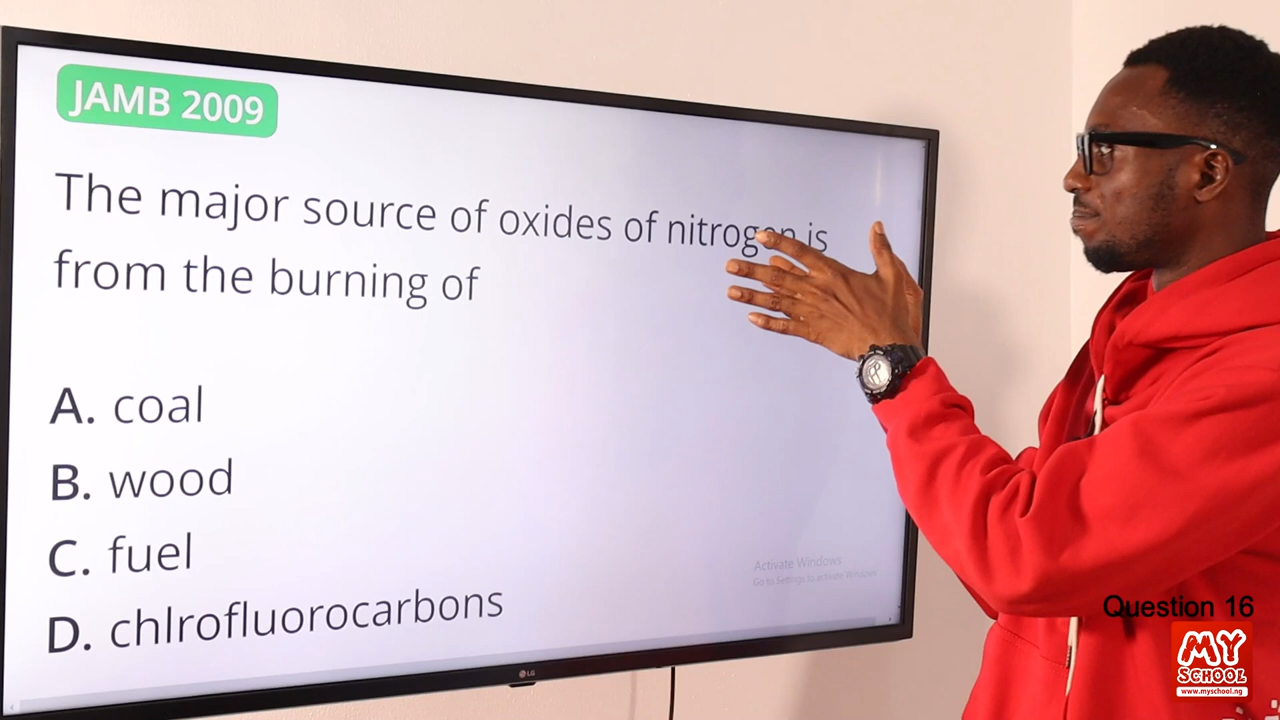 JAMB 2009
The major source of oxides of nitrogen is
from the burning of
A. coal
B. wood
C. fuel
D. chlrofluorocarbons
Activate Windows
Go to Settings to activate Windows.
LG
Question 16
MY
SCHOOL
www.myschool.ng